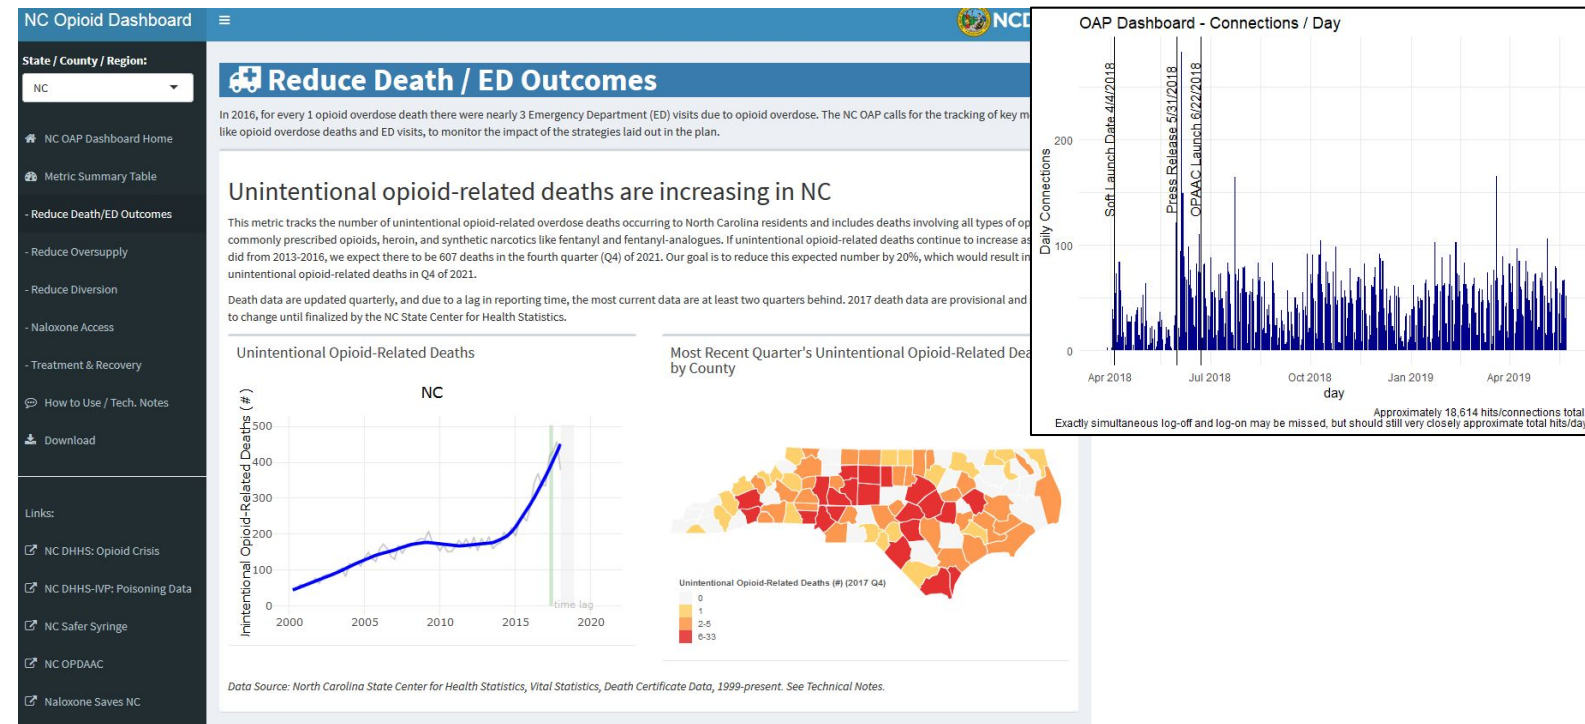 NC Opioid Dashboard
State / County / Region:
NC
NC OAP Dashboard Home
Metric Summary Table
- Reduce Death/ED Outcomes
- Reduce Oversupply
- Reduce Diversion
- Naloxone Access
- Treatment & Recovery
How to Use / Tech. Notes
Download
Links:
NC DHHS: Opioid Crisis
NC DHHS-IVP: Poisoning Data
NC Safer Syringe
NC OPDAAC
Naloxone Saves NC
Reduce Death / ED Outcomes
In 2016, for every 1 opioid overdose death there were nearly 3 Emergency Department (ED) visits due to opioid overdose. The NC OAP calls for the tracking of key m
like opioid overdose deaths and ED visits, to monitor the impact of the strategies laid out in the plan.
Unintentional opioid-related deaths are increasing in NC
This metric tracks the number of unintentional opioid-related overdose deaths occurring to North Carolina residents and includes deaths involving all types of op
commonly prescribed opioids, heroin, and synthetic narcotics like fentanyl and fentanyl-analogues. If unintentional opioid-related deaths continue to increase as
did from 2013-2016, we expect there to be 607 deaths in the fourth quarter (Q4) of 2021. Our goal is to reduce this expected number by 20%, which would result in
unintentional opioid-related deaths in Q4 of 2021.
Death data are updated quarterly, and due to a lag in reporting time, the most current data are at least two quarters behind. 2017 death data are provisional and
to change until finalized by the NC State Center for Health Statistics.
Unintentional Opioid-Related Deaths
NC
Unintentional Opioid-Related Deaths (#)
500
400
300
200
100
0
time lag
2000 2005 2010 2015 2020
Most Recent Quarter's Unintentional Opioid-Related Dea
by County
Unintentional Opioid-Related Deaths (#) (2017 Q4)
0
1
2-5
6-33
Data Source: North Carolina State Center for Health Statistics, Vital Statistics, Death Certificate Data, 1999-present. See Technical Notes.
NCD
OAP Dashboard - Connections / Day
Soft Launch Date 4/4/2018
Press Release 5/31/2018
OPAAC Launch 6/22/2018
Daily Connections
200
100
0
Apr 2018 Jul 2018 Oct 2018 Jan 2019 Apr 2019
day
Approximately 18,614 hits/connections total
Exactly simultaneous log-off and log-on may be missed, but should still very closely approximate total hits/day